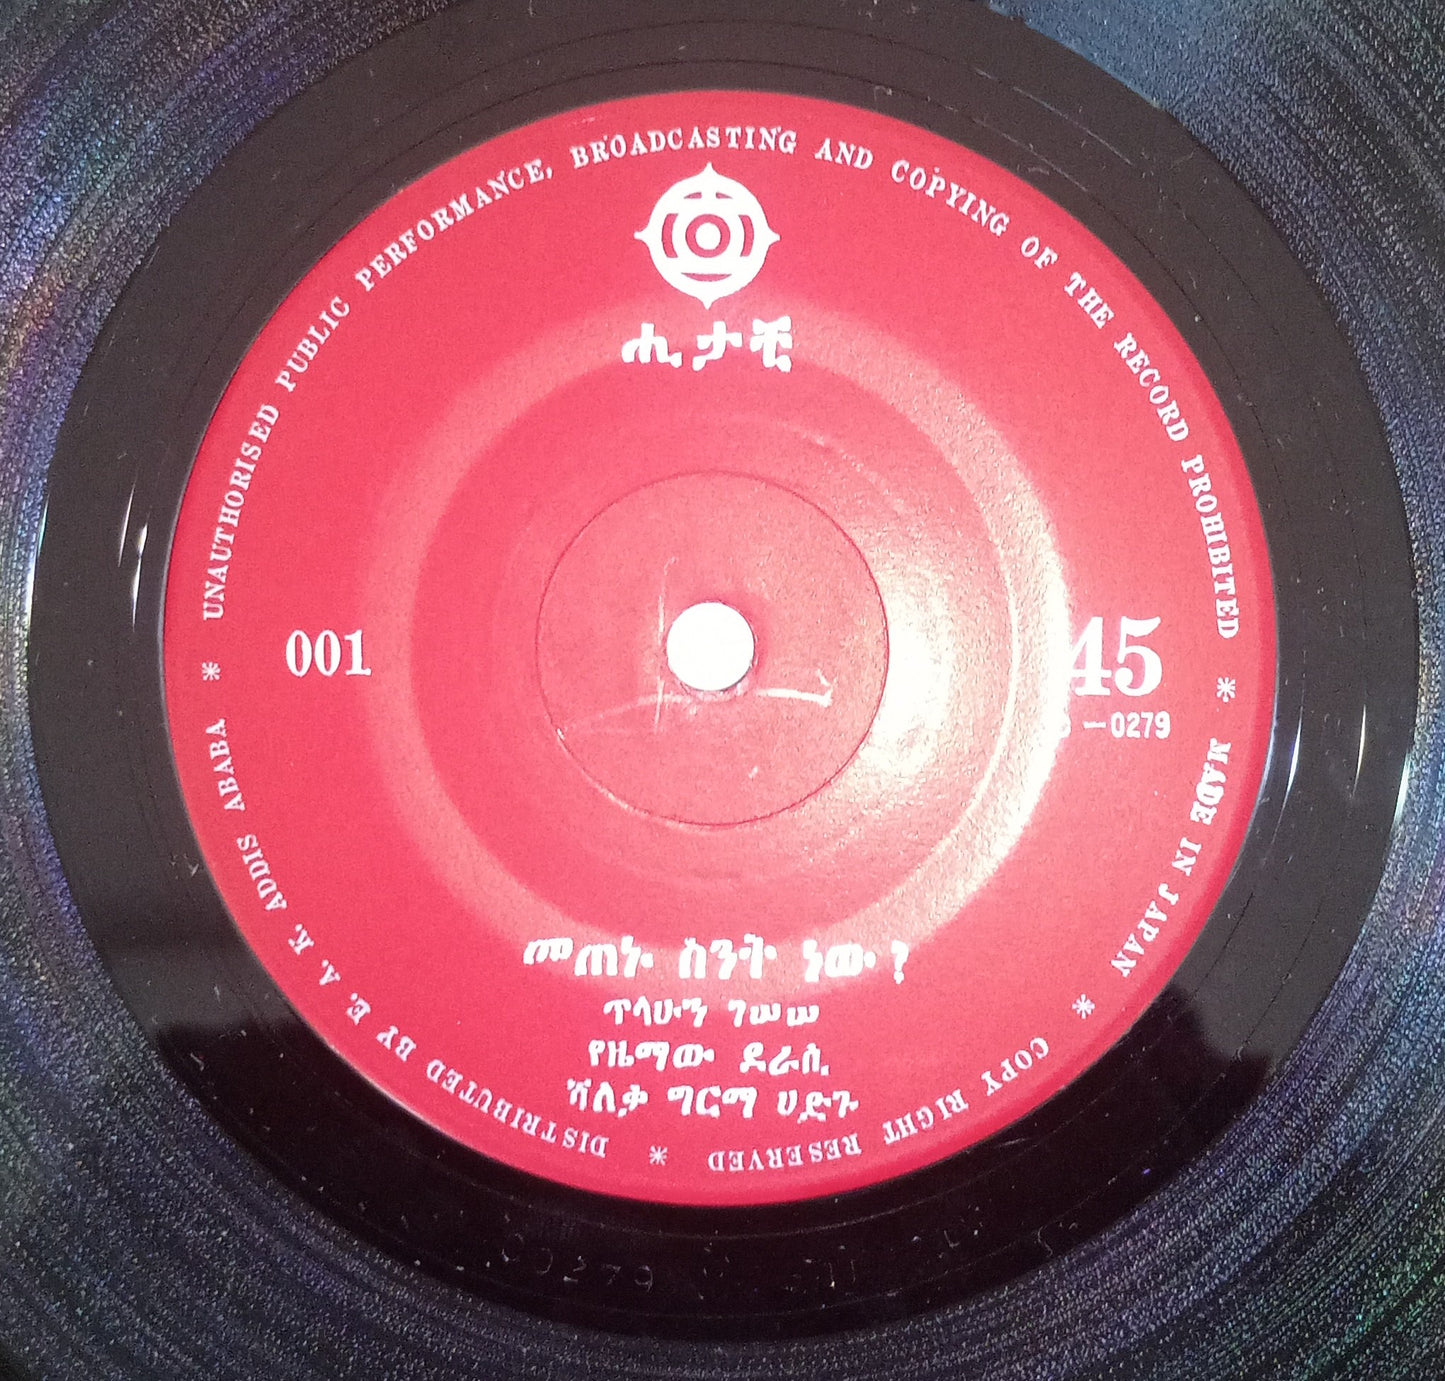 UNAUTHORISED PUBLIC PERFORMANCE, BROADCASTING AND COPYING OF THE RECORD PROHIBITED * MADE IN JAPAN * COPY RIGHT RESERVED * DISTRIBUTED BY E. A. K. ADDIS ABABA *
ሒታቺ
001
45
-0279
መጠኑ ስንት ነው?
ጥላሁን ገሠሠ
የዜማው ደራሲ
ሻለቃ ግርማ ሀድጉ